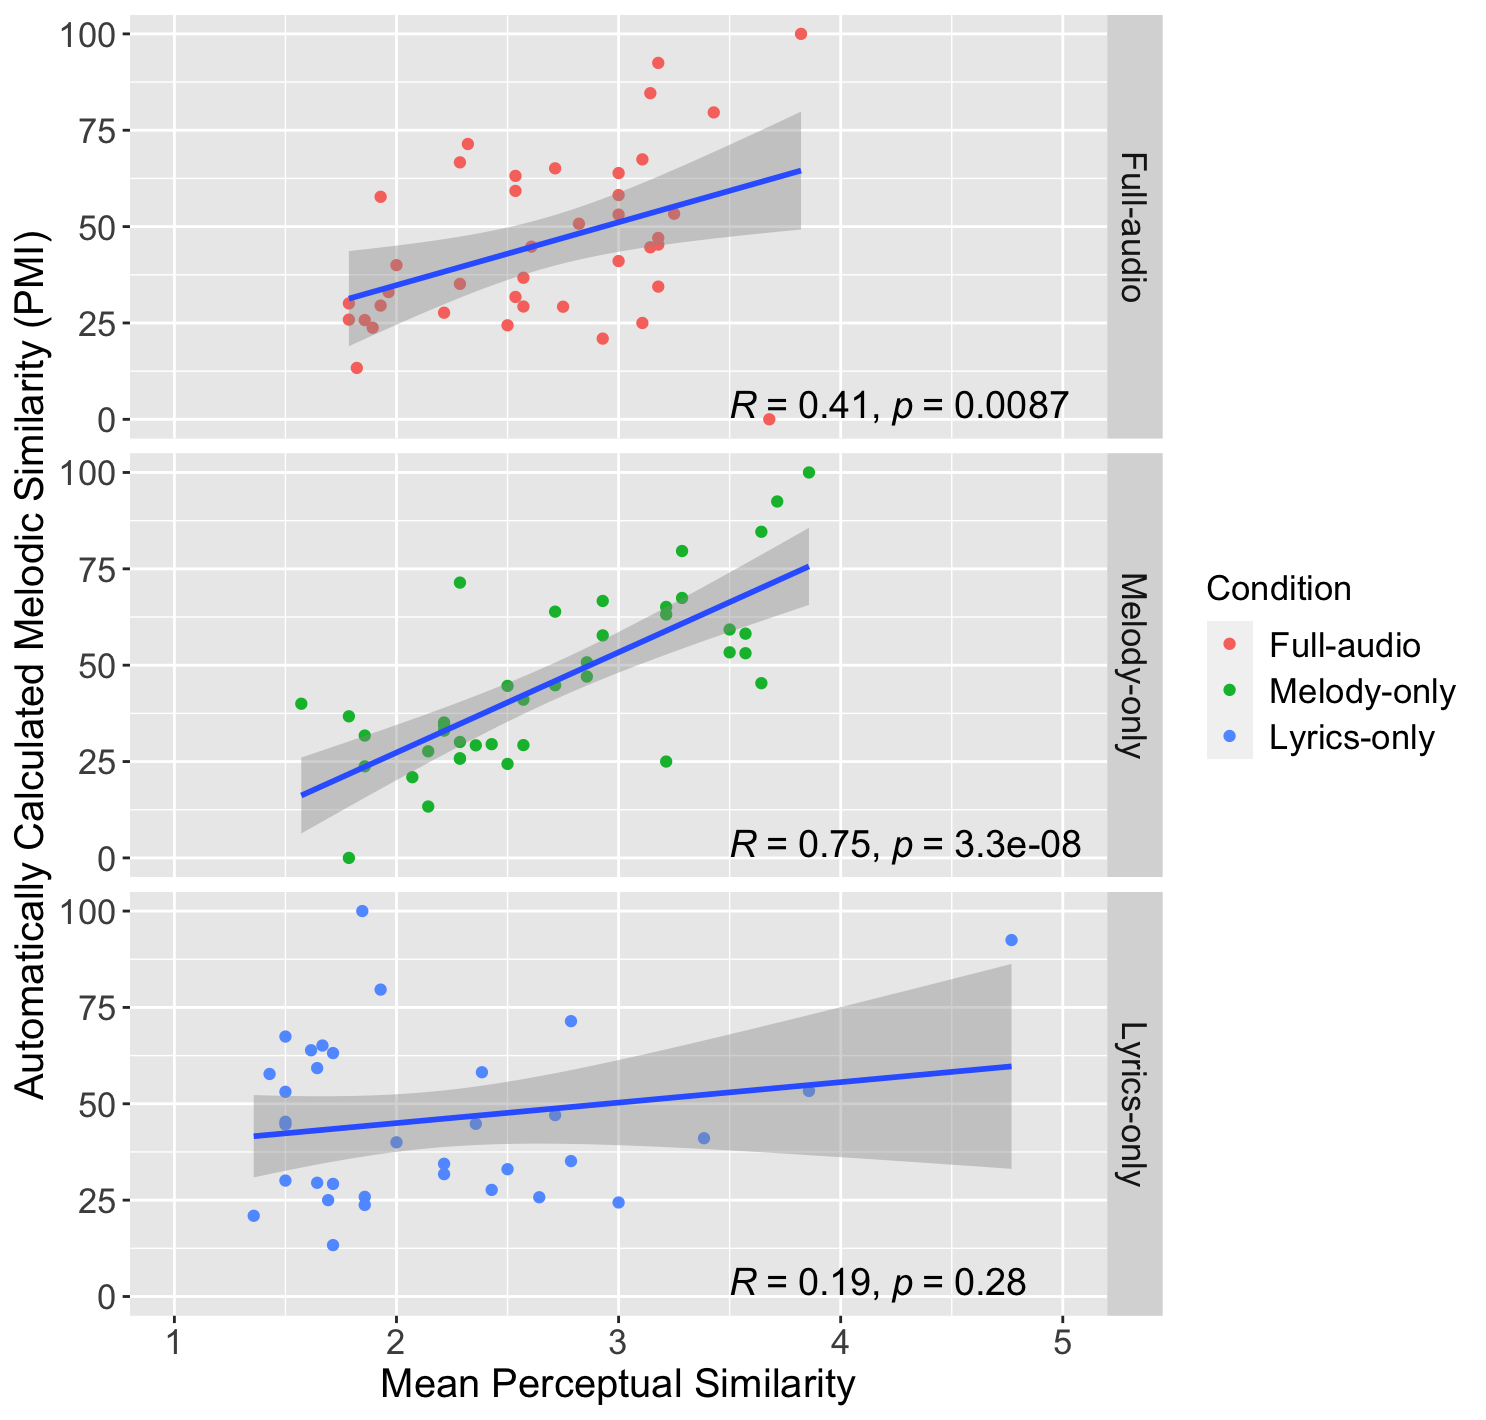 Automatically Calculated Melodic Similarity (PMI)
100
75
50
25
0
Full-audio
R = 0.41, p = 0.0087
100
75
50
25
0
Melody-only
R = 0.75, p = 3.3e-08
100
75
50
25
0
Lyrics-only
R = 0.19, p = 0.28
1 2 3 4 5
Mean Perceptual Similarity
Condition
Full-audio
Melody-only
Lyrics-only